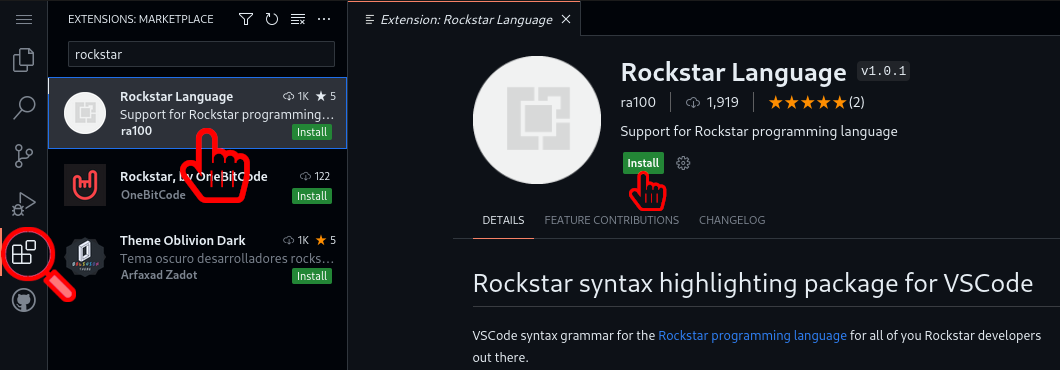 EXTENSIONS: MARKETPLACE
rockstar
Rockstar Language 1K ★ 5
Support for Rockstar programming...
ra100 Install
Rockstar, by OneBitCode 122
OneBitCode Install
Theme Oblivion Dark 1K ★ 5
Tema oscuro desarrolladores rocks...
Arfaxad Zadot Install
Extension: Rockstar Language
Rockstar Language v1.0.1
ra100 | 1,919 | ★★★★★(2)
Support for Rockstar programming language
Install
DETAILS FEATURE CONTRIBUTIONS CHANGELOG
Rockstar syntax highlighting package for VSCode
VSCode syntax grammar for the Rockstar programming language for all of you Rockstar developers
out there.